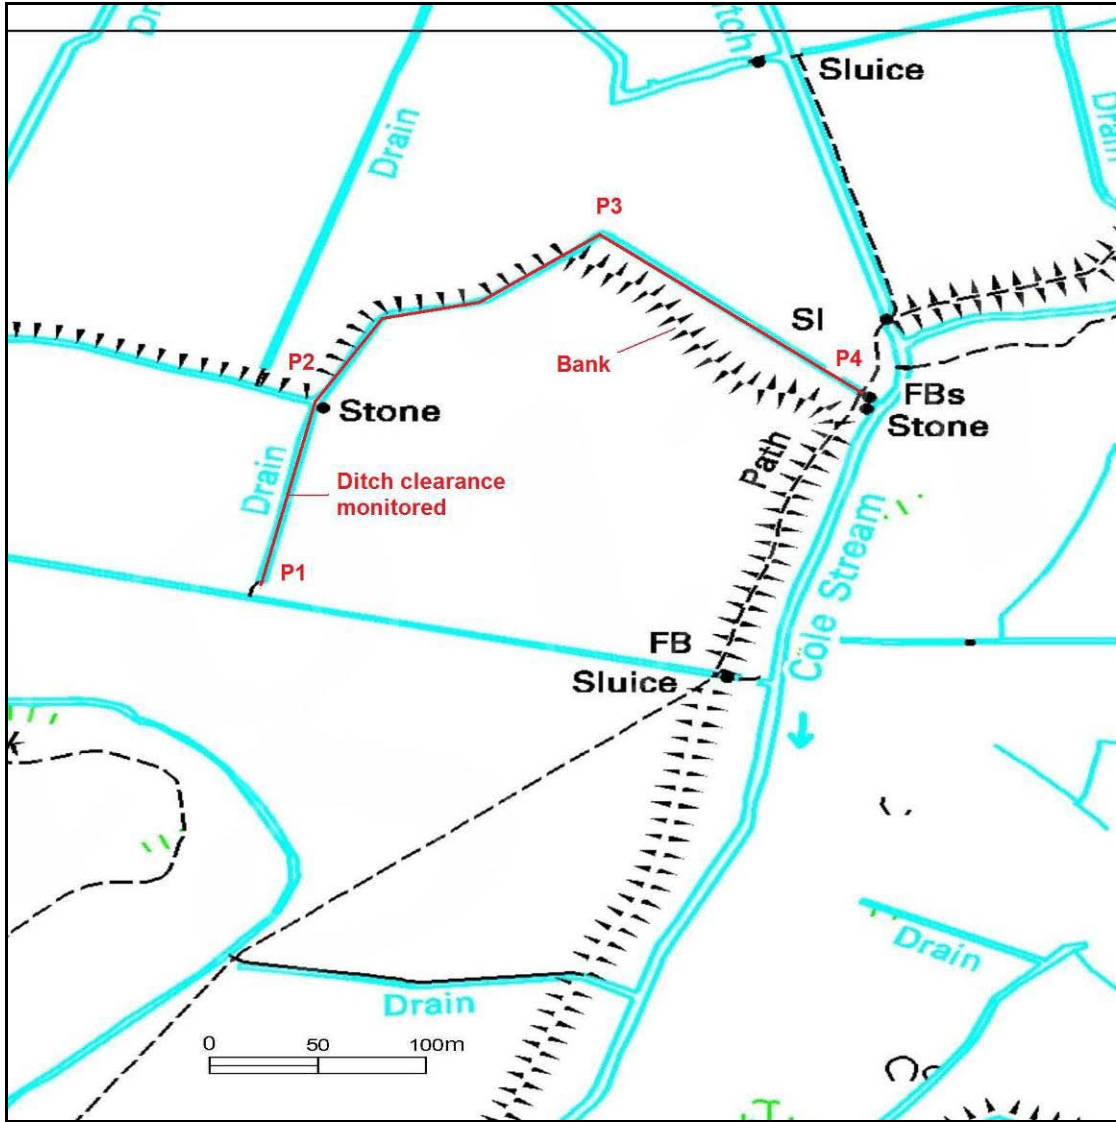 Sluice
Drain
Drain
P3
SI
P4
Bank
P2
FBs
Stone
Stone
Path
Drain
Ditch clearance
monitored
P1
Cole Stream
FB
Sluice
Drain
Drain
0 50 100m